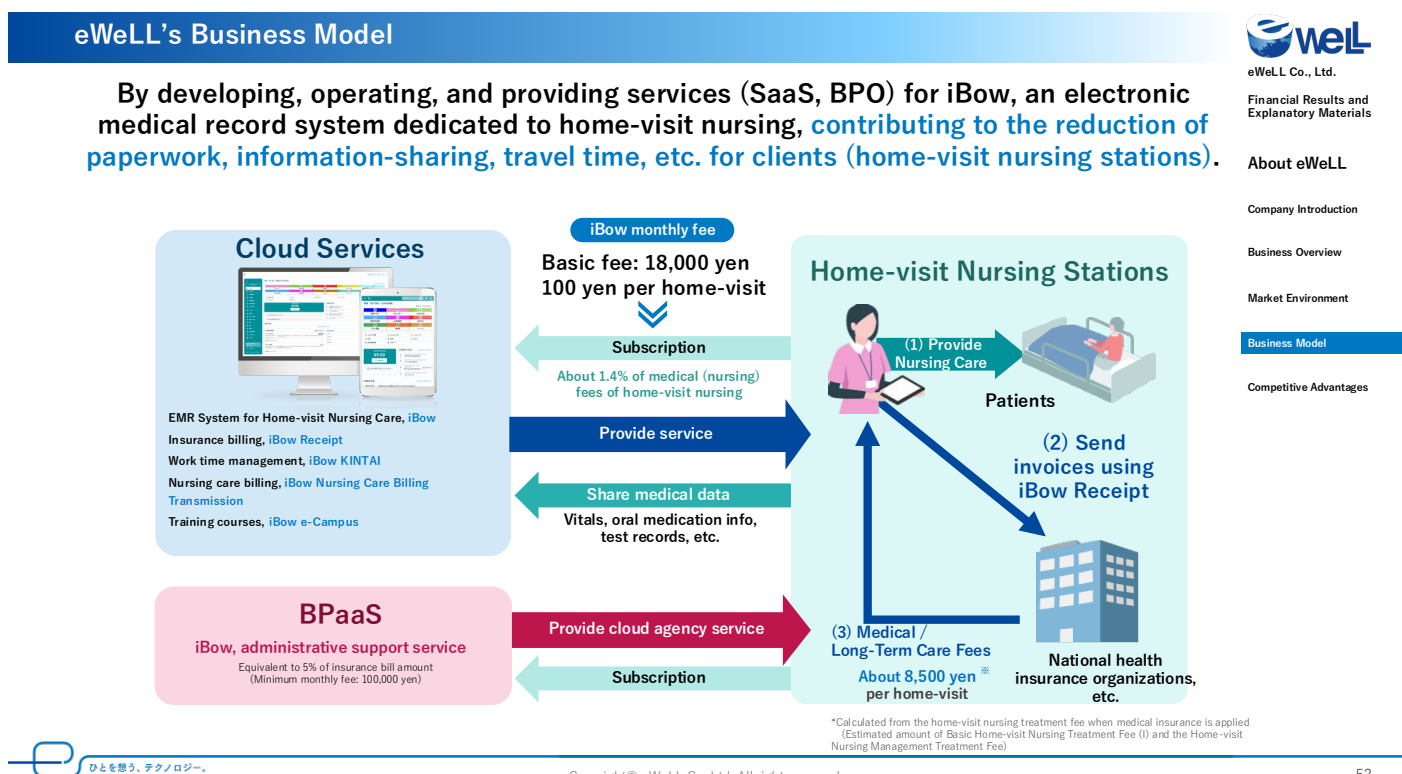 eWeLL's Business Model
eWeLL
eWeLL Co., Ltd.
Financial Results and
Explanatory Materials
About eWeLL
Company Introduction
Business Overview
Market Environment
Business Model
Competitive Advantages
By developing, operating, and providing services (SaaS, BPO) for iBow, an electronic
medical record system dedicated to home-visit nursing, contributing to the reduction of
paperwork, information-sharing, travel time, etc. for clients (home-visit nursing stations).
Cloud Services
EMR System for Home-visit Nursing Care, iBow
Insurance billing, iBow Receipt
Work time management, iBow KINTAI
Nursing care billing, iBow Nursing Care Billing
Transmission
Training courses, iBow e-Campus
iBow monthly fee
Basic fee: 18,000 yen
100 yen per home-visit
Subscription
About 1.4% of medical (nursing)
fees of home-visit nursing
Provide service
Share medical data
Vitals, oral medication info,
test records, etc.
Home-visit Nursing Stations
(1) Provide
Nursing Care
Patients
(2) Send
invoices using
iBow Receipt
(3) Medical /
Long-Term Care Fees
About 8,500 yen ※
per home-visit
National health
insurance organizations,
etc.
BPaaS
iBow, administrative support service
Equivalent to 5% of insurance bill amount
(Minimum monthly fee: 100,000 yen)
Provide cloud agency service
Subscription
*Calculated from the home-visit nursing treatment fee when medical insurance is applied
(Estimated amount of Basic Home-visit Nursing Treatment Fee (I) and the Home-visit
Nursing Management Treatment Fee)
ひとを想う、テクノロジー。